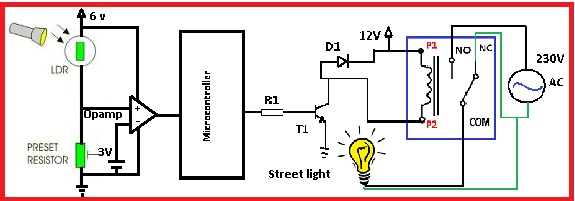 6 v
LDR
Opamp
+
-
PRESET
RESISTOR
3V
Microcontroller
R1
T1
D1
12V
P1
P2
NO
NC
COM
230V
AC
Street light